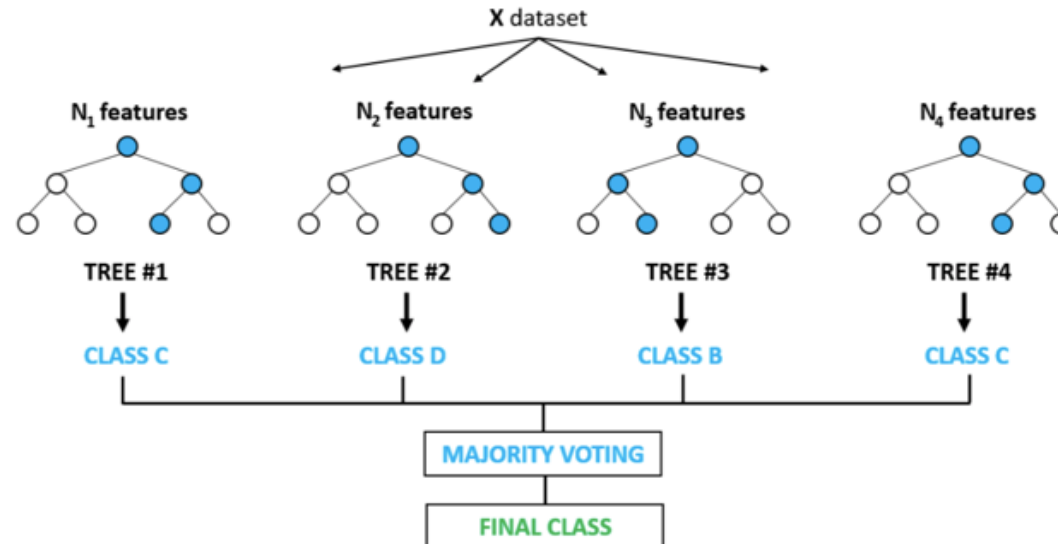 X dataset
N₁ features
N₂ features
N₃ features
N₄ features
TREE #1
TREE #2
TREE #3
TREE #4
CLASS C
CLASS D
CLASS B
CLASS C
MAJORITY VOTING
FINAL CLASS